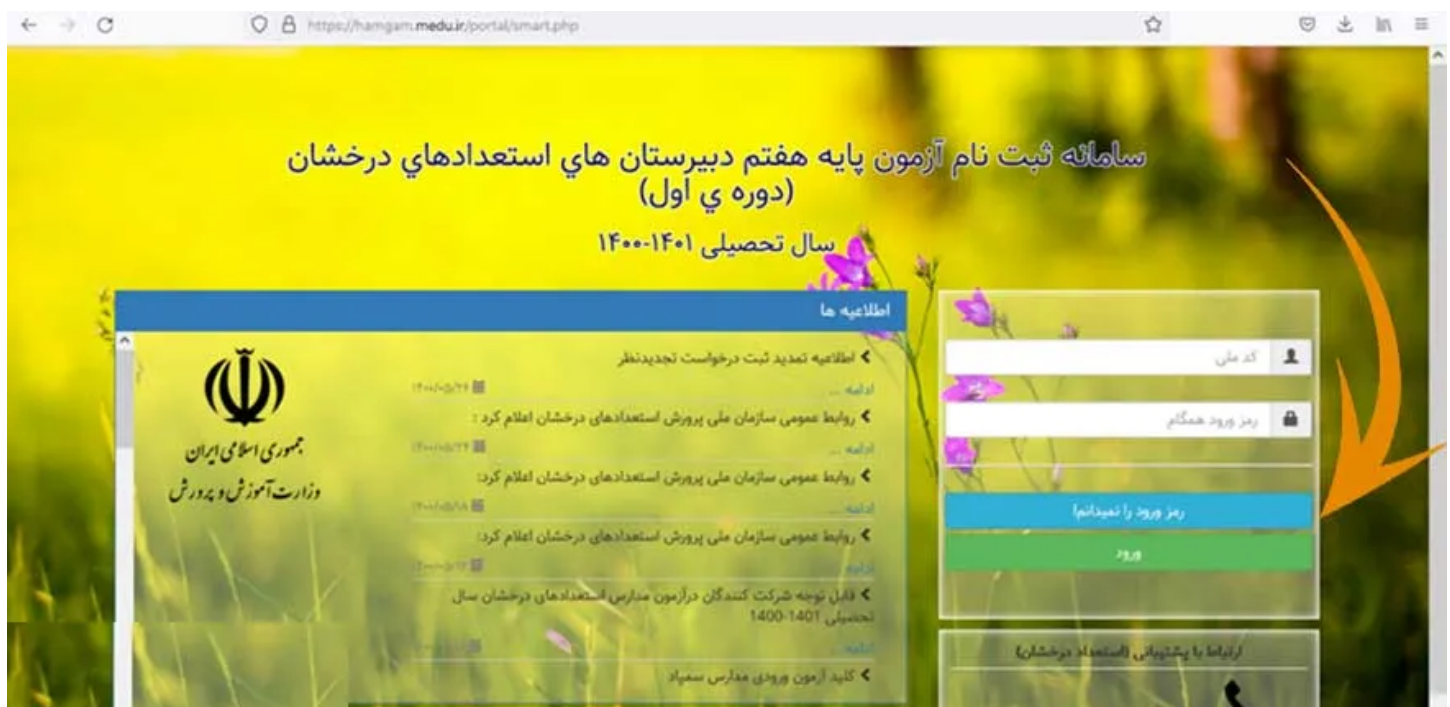 https://hamgam.medu.ir/portal/smart.php
سامانه ثبت نام آزمون پایه هفتم دبیرستان هاي استعدادهاي درخشان
(دوره ي اول)
سال تحصیلی ۱۴۰۱-۱۴۰۰
کد ملی
رمز ورود همگام
رمز ورود را نمیدانم!
ورود
ارتباط با پشتیبانی (استعداد درخشان)
اطلاعیه ها
اطلاعیه تمدید ثبت درخواست تجدیدنظر
ادامه ...
روابط عمومی سازمان ملی پرورش استعدادهای درخشان اعلام کرد :
ادامه ...
روابط عمومی سازمان ملی پرورش استعدادهای درخشان اعلام کرد:
ادامه ...
روابط عمومی سازمان ملی پرورش استعدادهای درخشان اعلام کرد:
ادامه ...
قابل توجه شرکت کنندگان درآزمون مدارس استعدادهای درخشان سال
تحصیلی 1401-1400
ادامه ...
کلید آزمون ورودی مدارس سمپاد
جمهوری اسلامی ایران
وزارت آموزش و پرورش